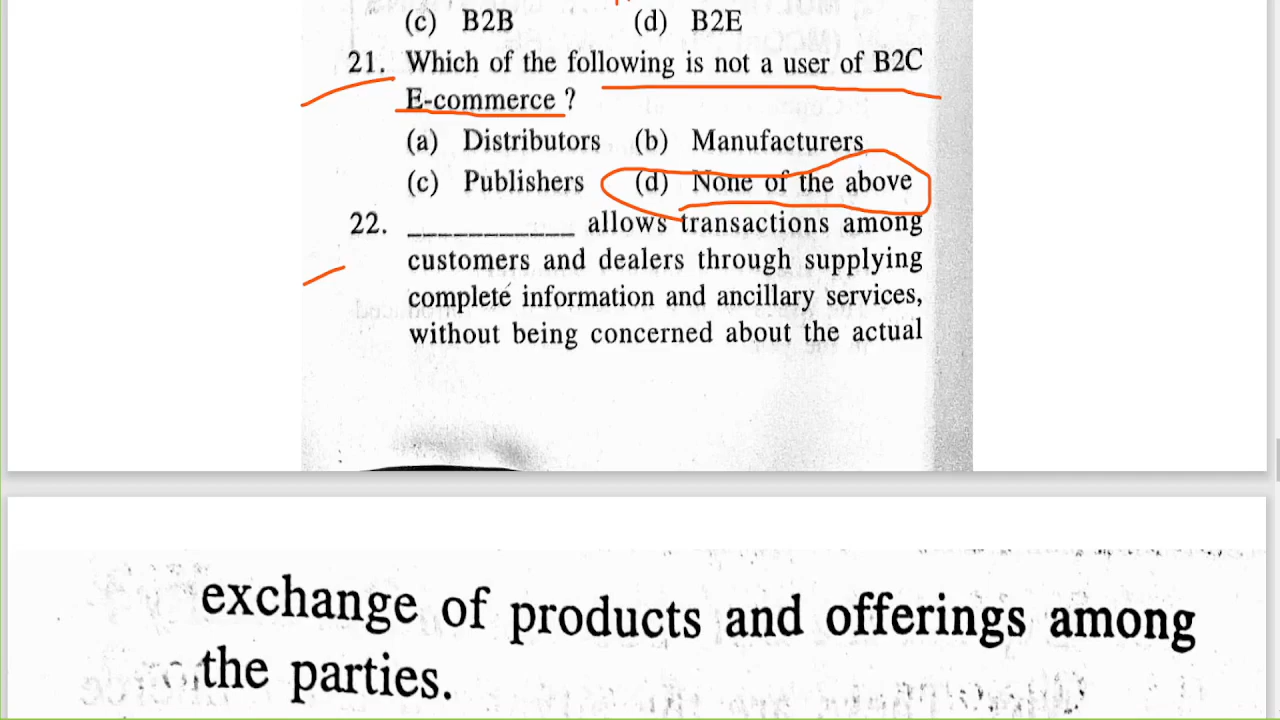 (c) B2B (d) B2E
21. Which of the following is not a user of B2C
E-commerce ?
(a) Distributors (b) Manufacturers
(c) Publishers (d) None of the above
22. ___________ allows transactions among
customers and dealers through supplying
complete information and ancillary services,
without being concerned about the actual
exchange of products and offerings among
the parties.